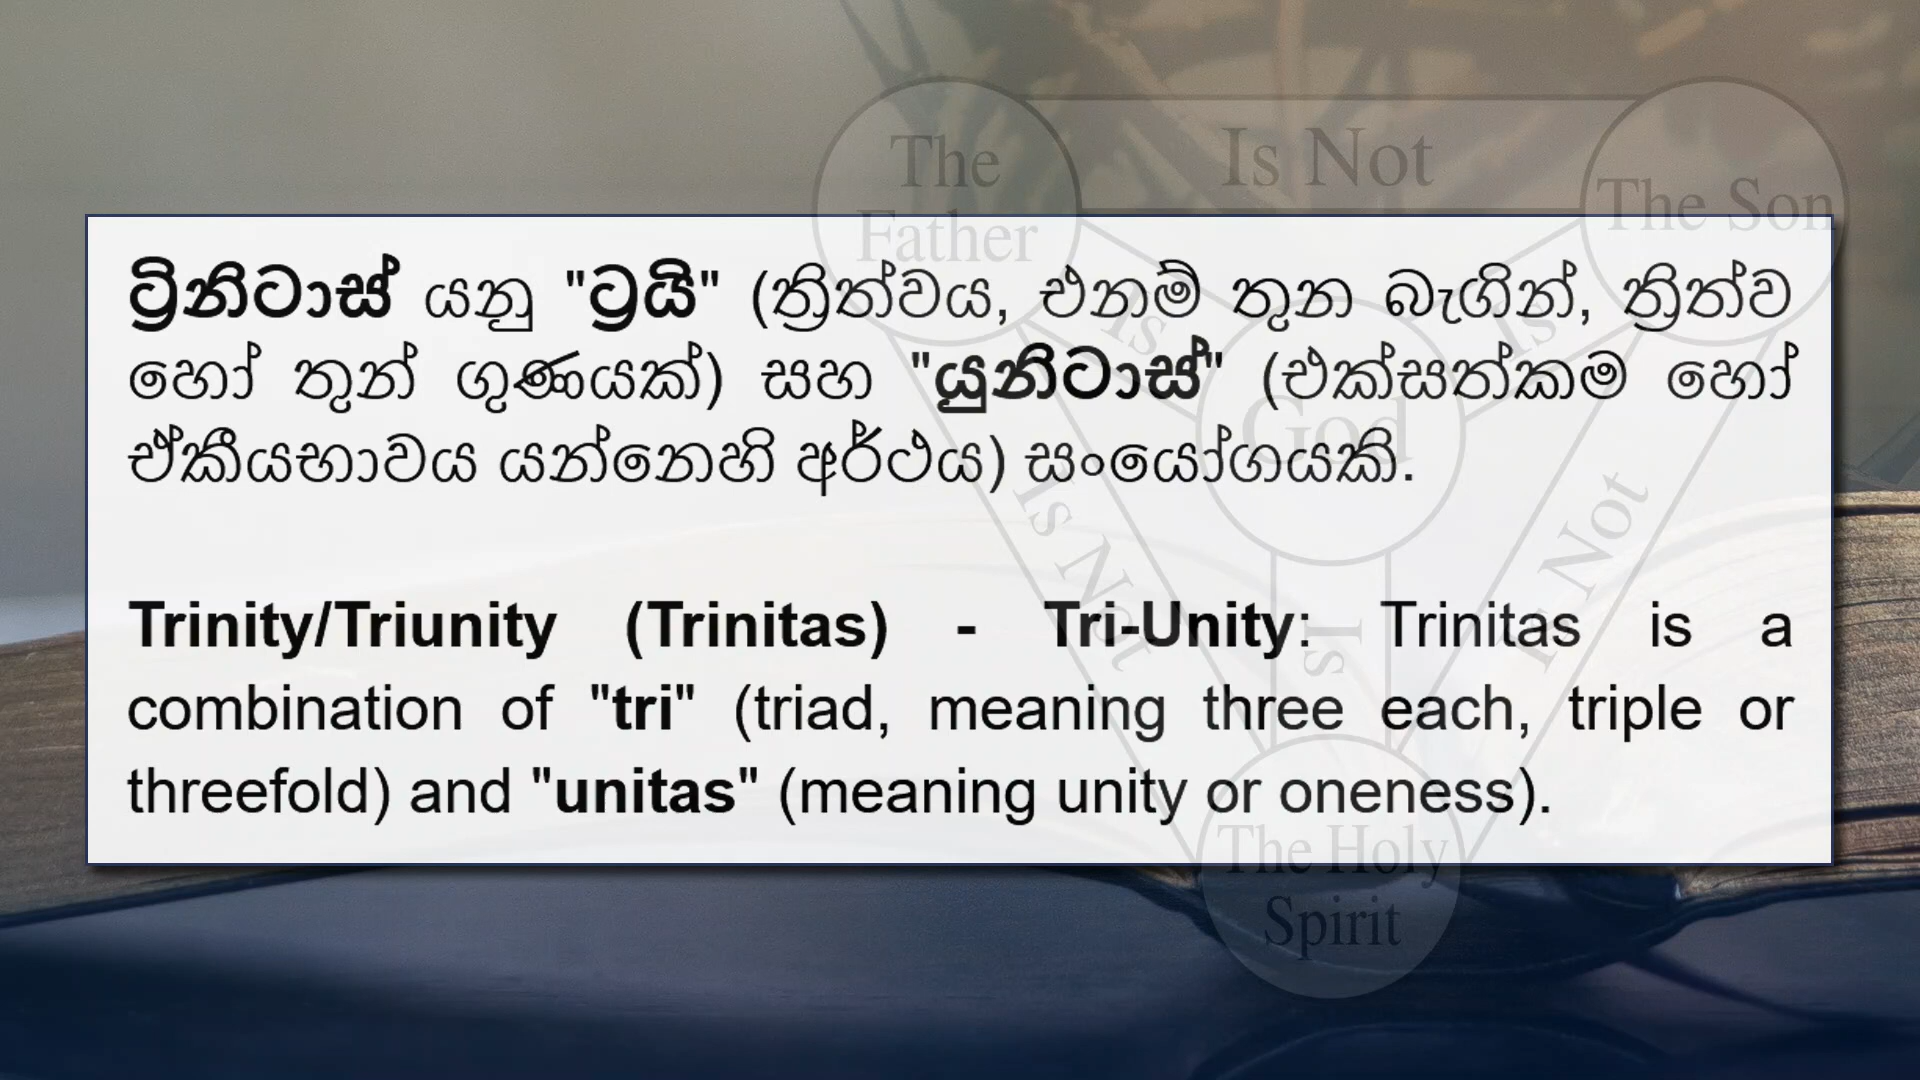 The
Father
Is Not
The Son
ට්‍රිනිටාස් යනු "ට්‍රයි" (ත්‍රිත්වය, එනම් තුන බැගින්, ත්‍රිත්ව
හෝ තුන් ගුණයක්) සහ "යුනිටාස්" (එක්සත්කම හෝ
ඒකීයභාවය යන්නෙහි අර්ථය) සංයෝගයකි.
Is
Is
God
Is Not
Is Not
Is
Trinity/Triunity (Trinitas) - Tri-Unity: Trinitas is a
combination of "tri" (triad, meaning three each, triple or
threefold) and "unitas" (meaning unity or oneness).
The Holy
Spirit